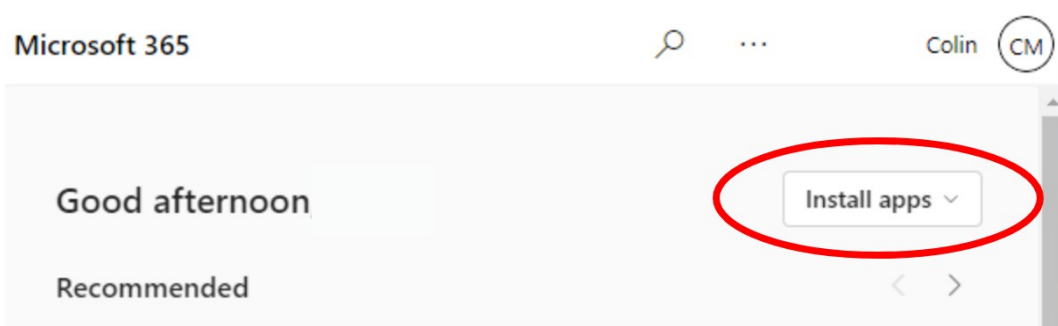 Microsoft 365 ... Colin CM
Good afternoon, Install apps
Recommended